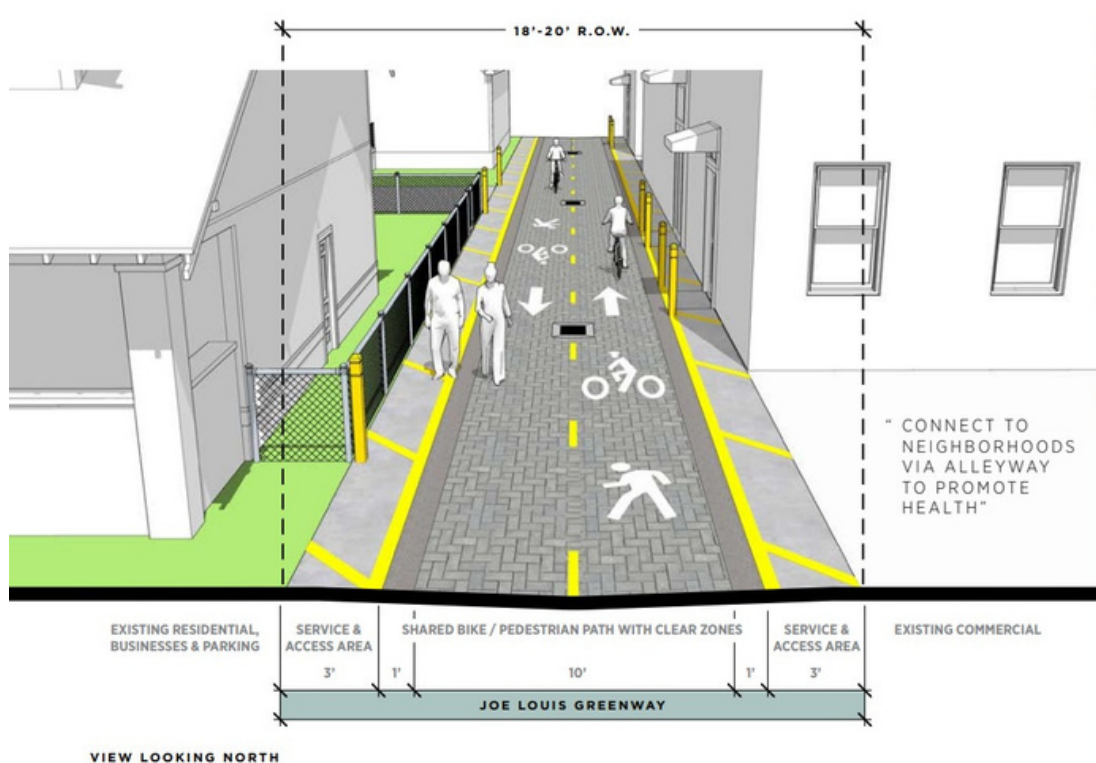 18'-20' R.O.W.
" CONNECT TO
NEIGHBORHOODS
VIA ALLEYWAY
TO PROMOTE
HEALTH"
EXISTING RESIDENTIAL,
BUSINESSES & PARKING
SERVICE &
ACCESS AREA
SHARED BIKE / PEDESTRIAN PATH WITH CLEAR ZONES
SERVICE &
ACCESS AREA
EXISTING COMMERCIAL
3' 1' 10' 1' 3'
JOE LOUIS GREENWAY
VIEW LOOKING NORTH